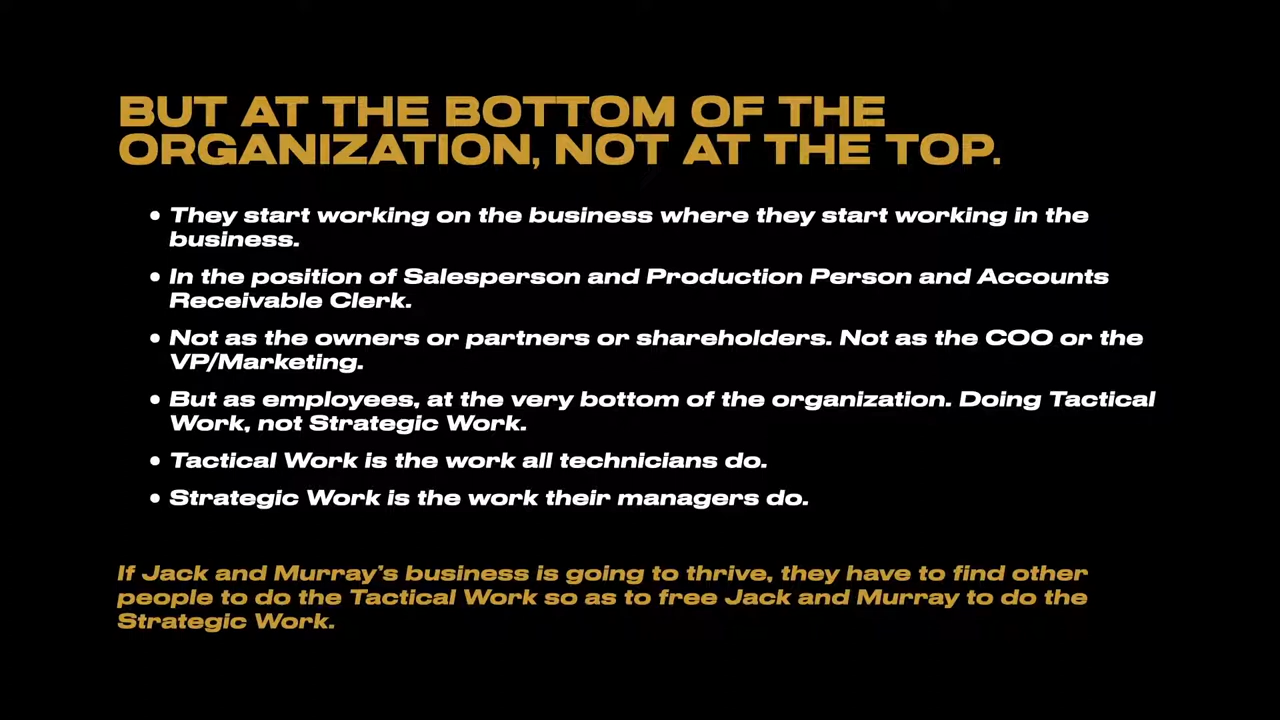 BUT AT THE BOTTOM OF THE
ORGANIZATION, NOT AT THE TOP.
• They start working on the business where they start working in the
business.
• In the position of Salesperson and Production Person and Accounts
Receivable Clerk.
• Not as the owners or partners or shareholders. Not as the COO or the
VP/Marketing.
• But as employees, at the very bottom of the organization. Doing Tactical
Work, not Strategic Work.
• Tactical Work is the work all technicians do.
• Strategic Work is the work their managers do.
If Jack and Murray's business is going to thrive, they have to find other
people to do the Tactical Work so as to free Jack and Murray to do the
Strategic Work.